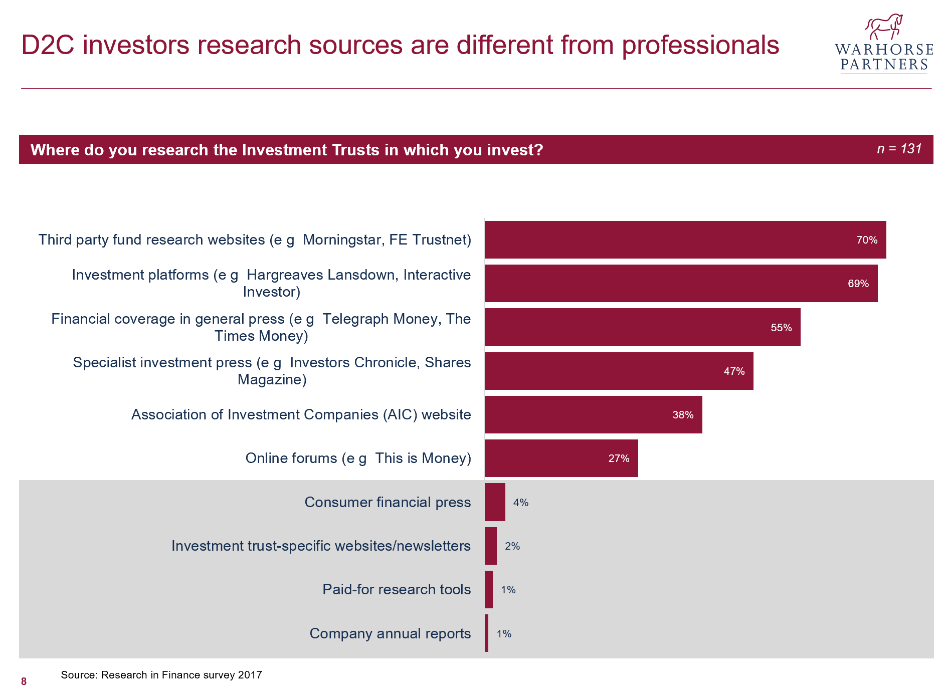 D2C investors research sources are different from professionals
WARHORSE
PARTNERS
Where do you research the Investment Trusts in which you invest?
n = 131
Third party fund research websites (e g  Morningstar, FE Trustnet)
70%
Investment platforms (e g  Hargreaves Lansdown, Interactive
Investor)
69%
Financial coverage in general press (e g  Telegraph Money, The
Times Money)
55%
Specialist investment press (e g  Investors Chronicle, Shares
Magazine)
47%
Association of Investment Companies (AIC) website
38%
Online forums (e g  This is Money)
27%
Consumer financial press
4%
Investment trust-specific websites/newsletters
2%
Paid-for research tools
1%
Company annual reports
1%
8
Source: Research in Finance survey 2017